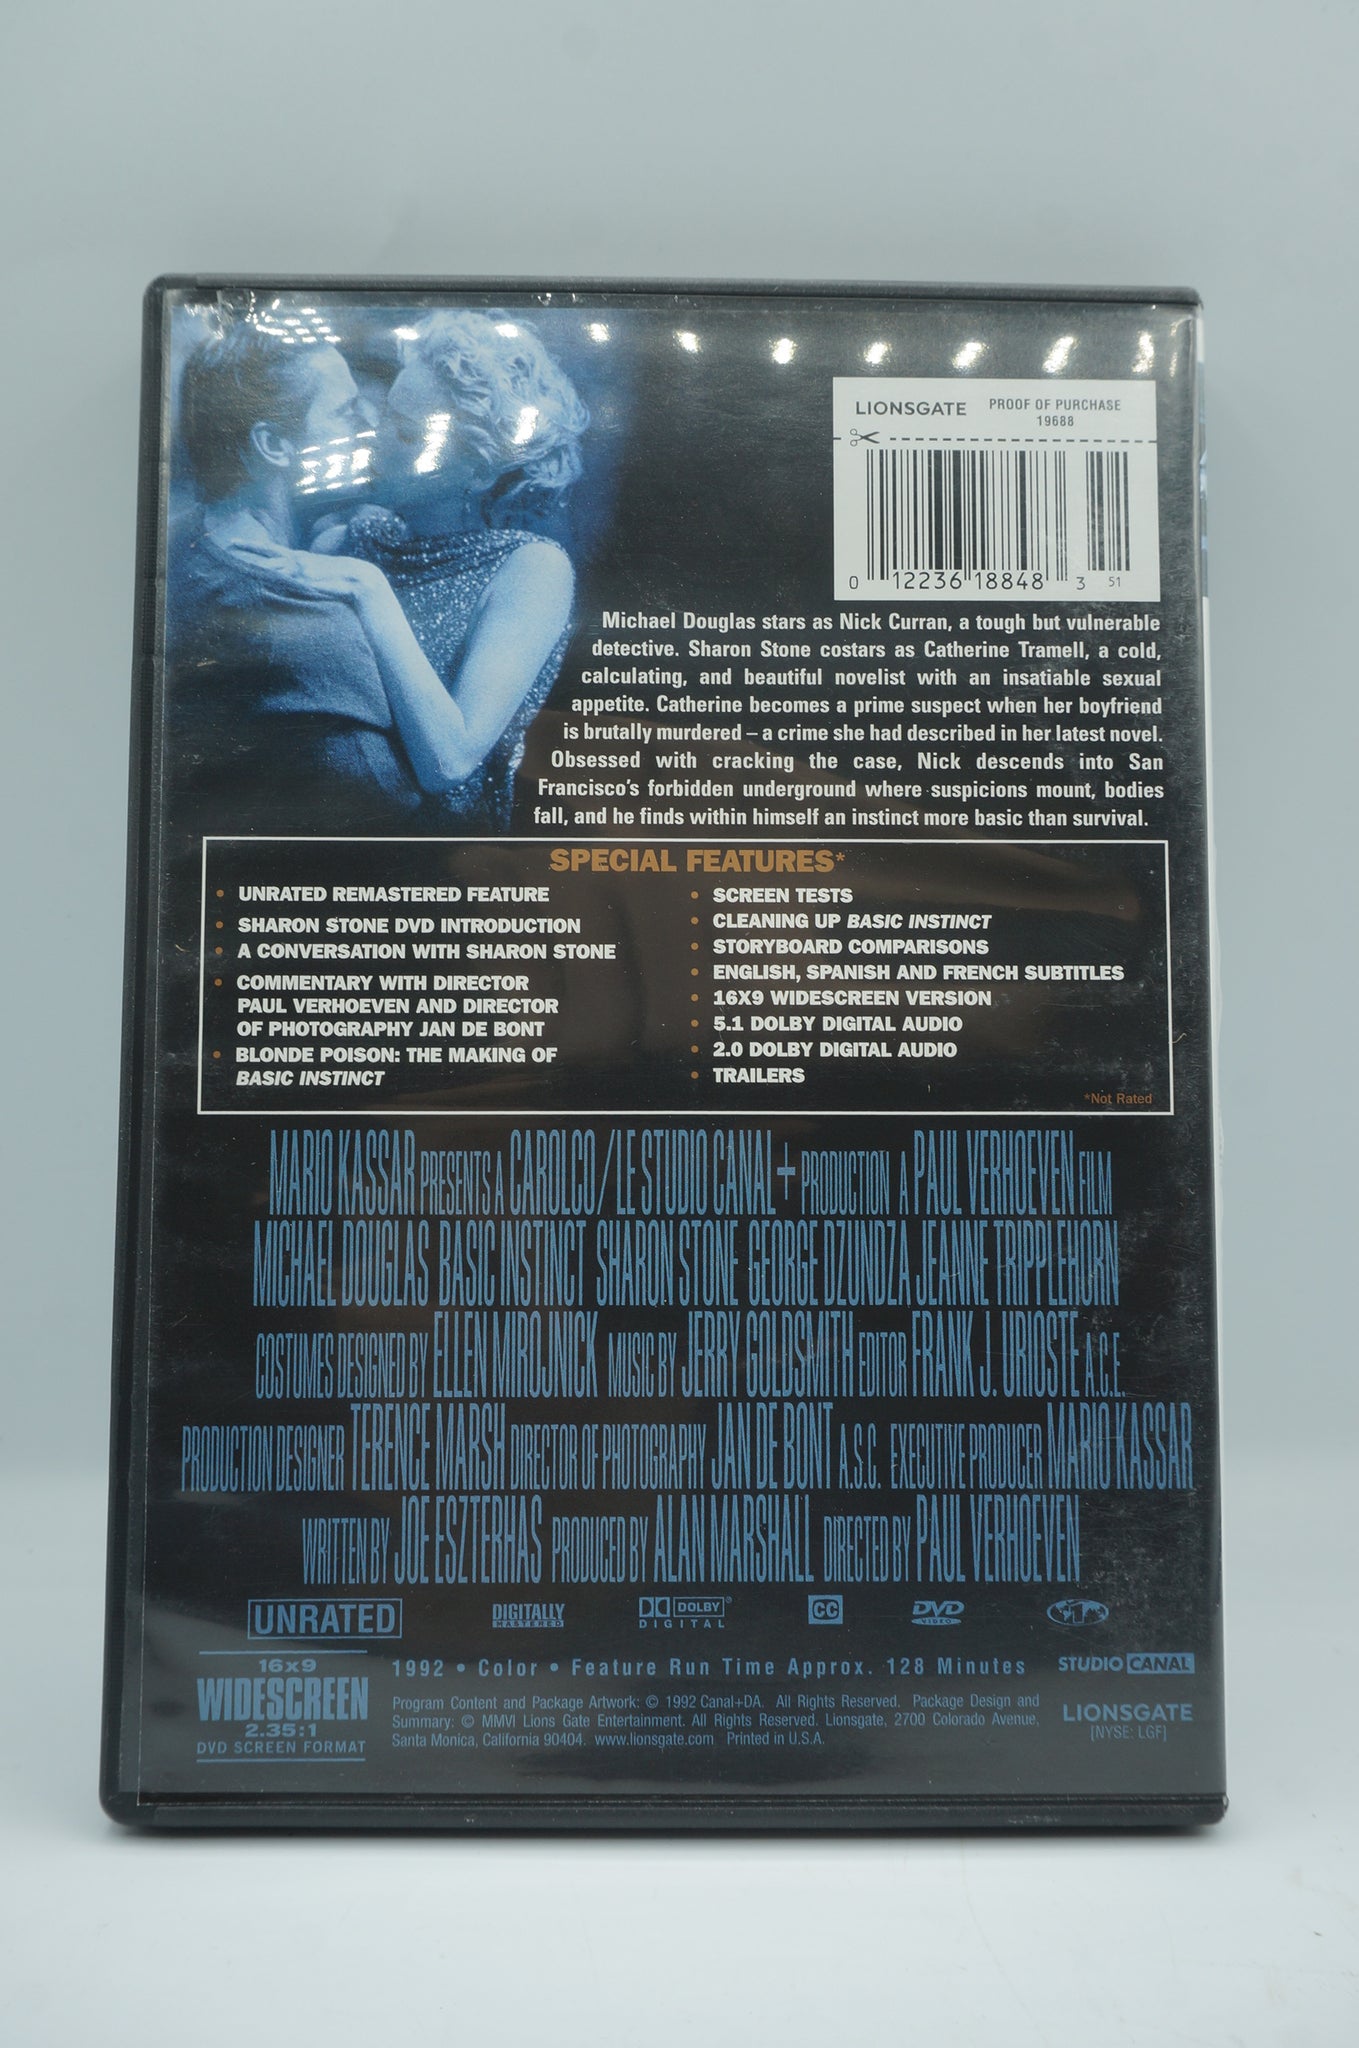 LIONSGATE PROOF OF PURCHASE
19688
0 12236 18848 3 51
Michael Douglas stars as Nick Curran, a tough but vulnerable
detective. Sharon Stone costars as Catherine Tramell, a cold,
calculating, and beautiful novelist with an insatiable sexual
appetite. Catherine becomes a prime suspect when her boyfriend
is brutally murdered – a crime she had described in her latest novel.
Obsessed with cracking the case, Nick descends into San
Francisco's forbidden underground where suspicions mount, bodies
fall, and he finds within himself an instinct more basic than survival.
SPECIAL FEATURES*
• UNRATED REMASTERED FEATURE
• SHARON STONE DVD INTRODUCTION
• A CONVERSATION WITH SHARON STONE
• COMMENTARY WITH DIRECTOR
PAUL VERHOEVEN AND DIRECTOR
OF PHOTOGRAPHY JAN DE BONT
• BLONDE POISON: THE MAKING OF
BASIC INSTINCT
• SCREEN TESTS
• CLEANING UP BASIC INSTINCT
• STORYBOARD COMPARISONS
• ENGLISH, SPANISH AND FRENCH SUBTITLES
• 16X9 WIDESCREEN VERSION
• 5.1 DOLBY DIGITAL AUDIO
• 2.0 DOLBY DIGITAL AUDIO
• TRAILERS
*Not Rated
MARIO KASSAR PRESENTS A CAROLCO/LE STUDIO CANAL+ PRODUCTION A PAUL VERHOEVEN FILM
MICHAEL DOUGLAS BASIC INSTINCT SHARON STONE GEORGE DZUNDZA JEANNE TRIPPLEHORN
COSTUMES DESIGNED BY ELLEN MIROJNICK MUSIC BY JERRY GOLDSMITH EDITOR FRANK J. URIOSTE A.C.E.
PRODUCTION DESIGNER TERENCE MARSH DIRECTOR OF PHOTOGRAPHY JAN DE BONT A.S.C. EXECUTIVE PRODUCER MARIO KASSAR
WRITTEN BY JOE ESZTERHAS PRODUCED BY ALAN MARSHALL DIRECTED BY PAUL VERHOEVEN
UNRATED DIGITALLY MASTERED DOLBY DIGITAL CC DVD VIDEO 1
16x9
WIDESCREEN
2.35:1
DVD SCREEN FORMAT
1992 • Color • Feature Run Time Approx. 128 Minutes
Program Content and Package Artwork: © 1992 Canal+DA. All Rights Reserved. Package Design and
Summary: © MMVI Lions Gate Entertainment. All Rights Reserved. Lionsgate, 2700 Colorado Avenue,
Santa Monica, California 90404. www.lionsgate.com Printed in U.S.A.
STUDIO CANAL
LIONSGATE
[NYSE: LGF]